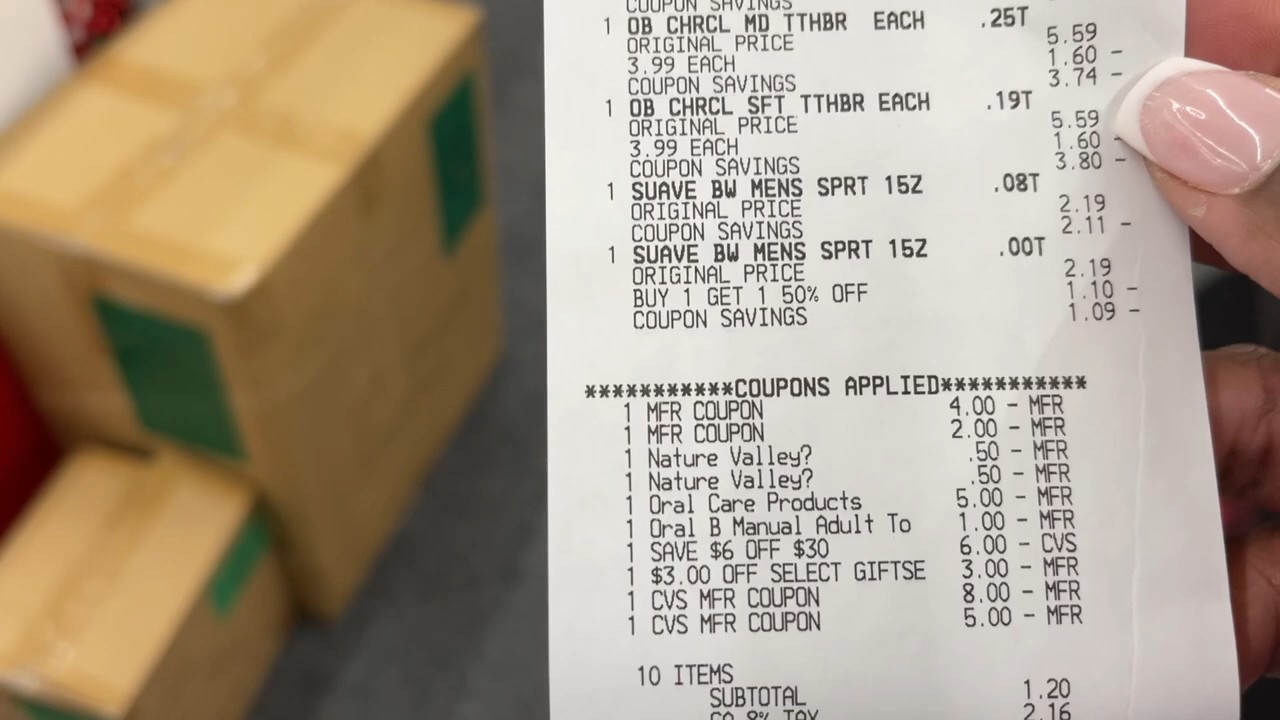 COUPON SAVINGS
1 OB CHRCL MD TTHBR EACH .25T
ORIGINAL PRICE 5.59
3.99 EACH 1.60 -
COUPON SAVINGS 3.74 -
1 OB CHRCL SFT TTHBR EACH .19T
ORIGINAL PRICE 5.59
3.99 EACH 1.60 -
COUPON SAVINGS 3.80 -
1 SUAVE BW MENS SPRT 15Z .08T
ORIGINAL PRICE 2.19
COUPON SAVINGS 2.11 -
1 SUAVE BW MENS SPRT 15Z .00T
ORIGINAL PRICE 2.19
BUY 1 GET 1 50% OFF 1.10 -
COUPON SAVINGS 1.09 -
***********COUPONS APPLIED***********
1 MFR COUPON 4.00 - MFR
1 MFR COUPON 2.00 - MFR
1 Nature Valley? .50 - MFR
1 Nature Valley? .50 - MFR
1 Oral Care Products 5.00 - MFR
1 Oral B Manual Adult To 1.00 - MFR
1 SAVE $6 OFF $30 6.00 - CVS
1 $3.00 OFF SELECT GIFTSE 3.00 - MFR
1 CVS MFR COUPON 8.00 - MFR
1 CVS MFR COUPON 5.00 - MFR
10 ITEMS
SUBTOTAL 1.20
CA 8% TAX 2.16